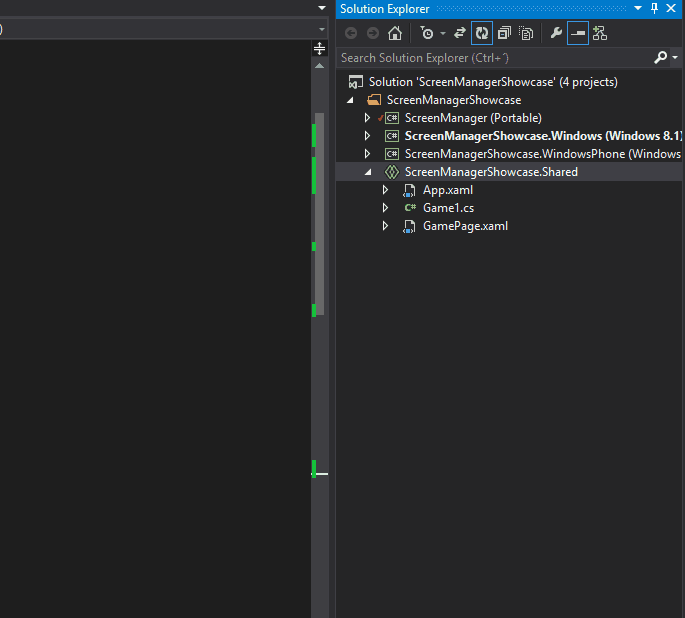 Solution Explorer
)
Search Solution Explorer (Ctrl+´)
Solution 'ScreenManagerShowcase' (4 projects)
ScreenManagerShowcase
C# ScreenManager (Portable)
C# ScreenManagerShowcase.Windows (Windows 8.1)
C# ScreenManagerShowcase.WindowsPhone (Windows
ScreenManagerShowcase.Shared
App.xaml
C# Game1.cs
GamePage.xaml